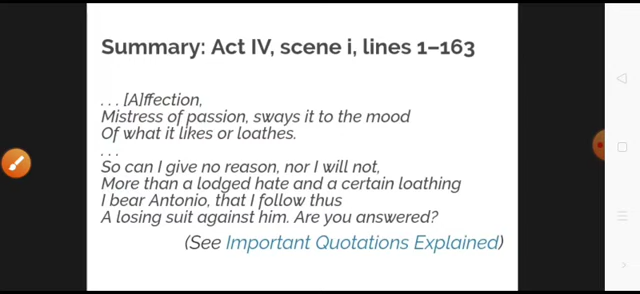 Summary: Act IV, scene i, lines 1–163
. . . [A]ffection,
Mistress of passion, sways it to the mood
Of what it likes or loathes.
. . .
So can I give no reason, nor I will not,
More than a lodged hate and a certain loathing
I bear Antonio, that I follow thus
A losing suit against him. Are you answered?
(See Important Quotations Explained)